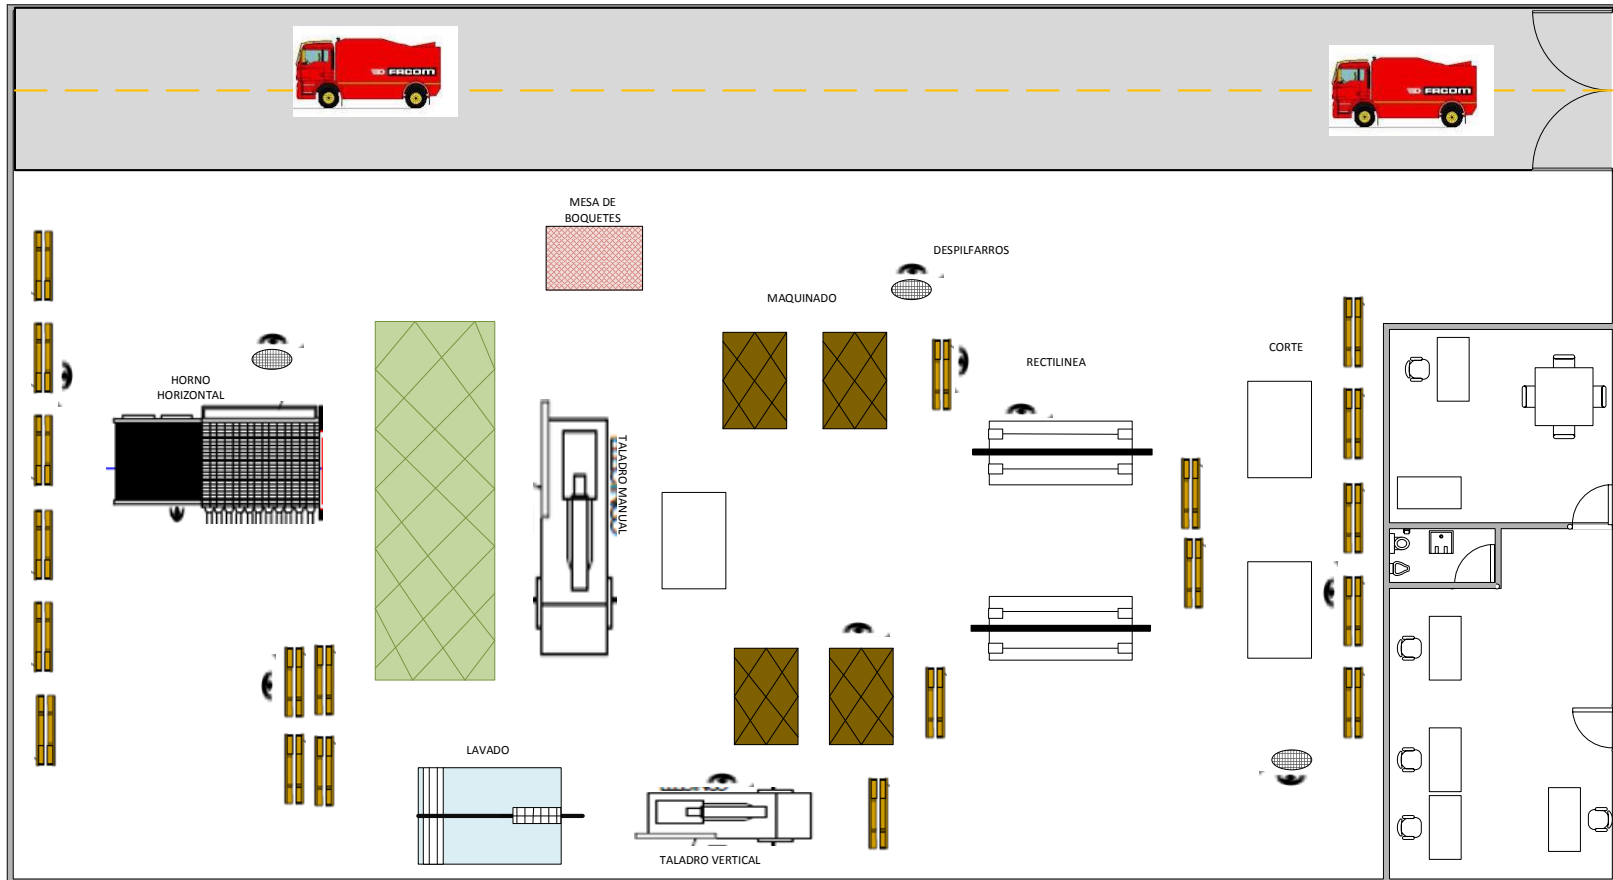 FACOM
FACOM
MESA DE
BOQUETES
DESPILFARROS
MAQUINADO
RECTILINEA
CORTE
HORNO
HORIZONTAL
TALADRO MANUAL
LAVADO
TALADRO VERTICAL